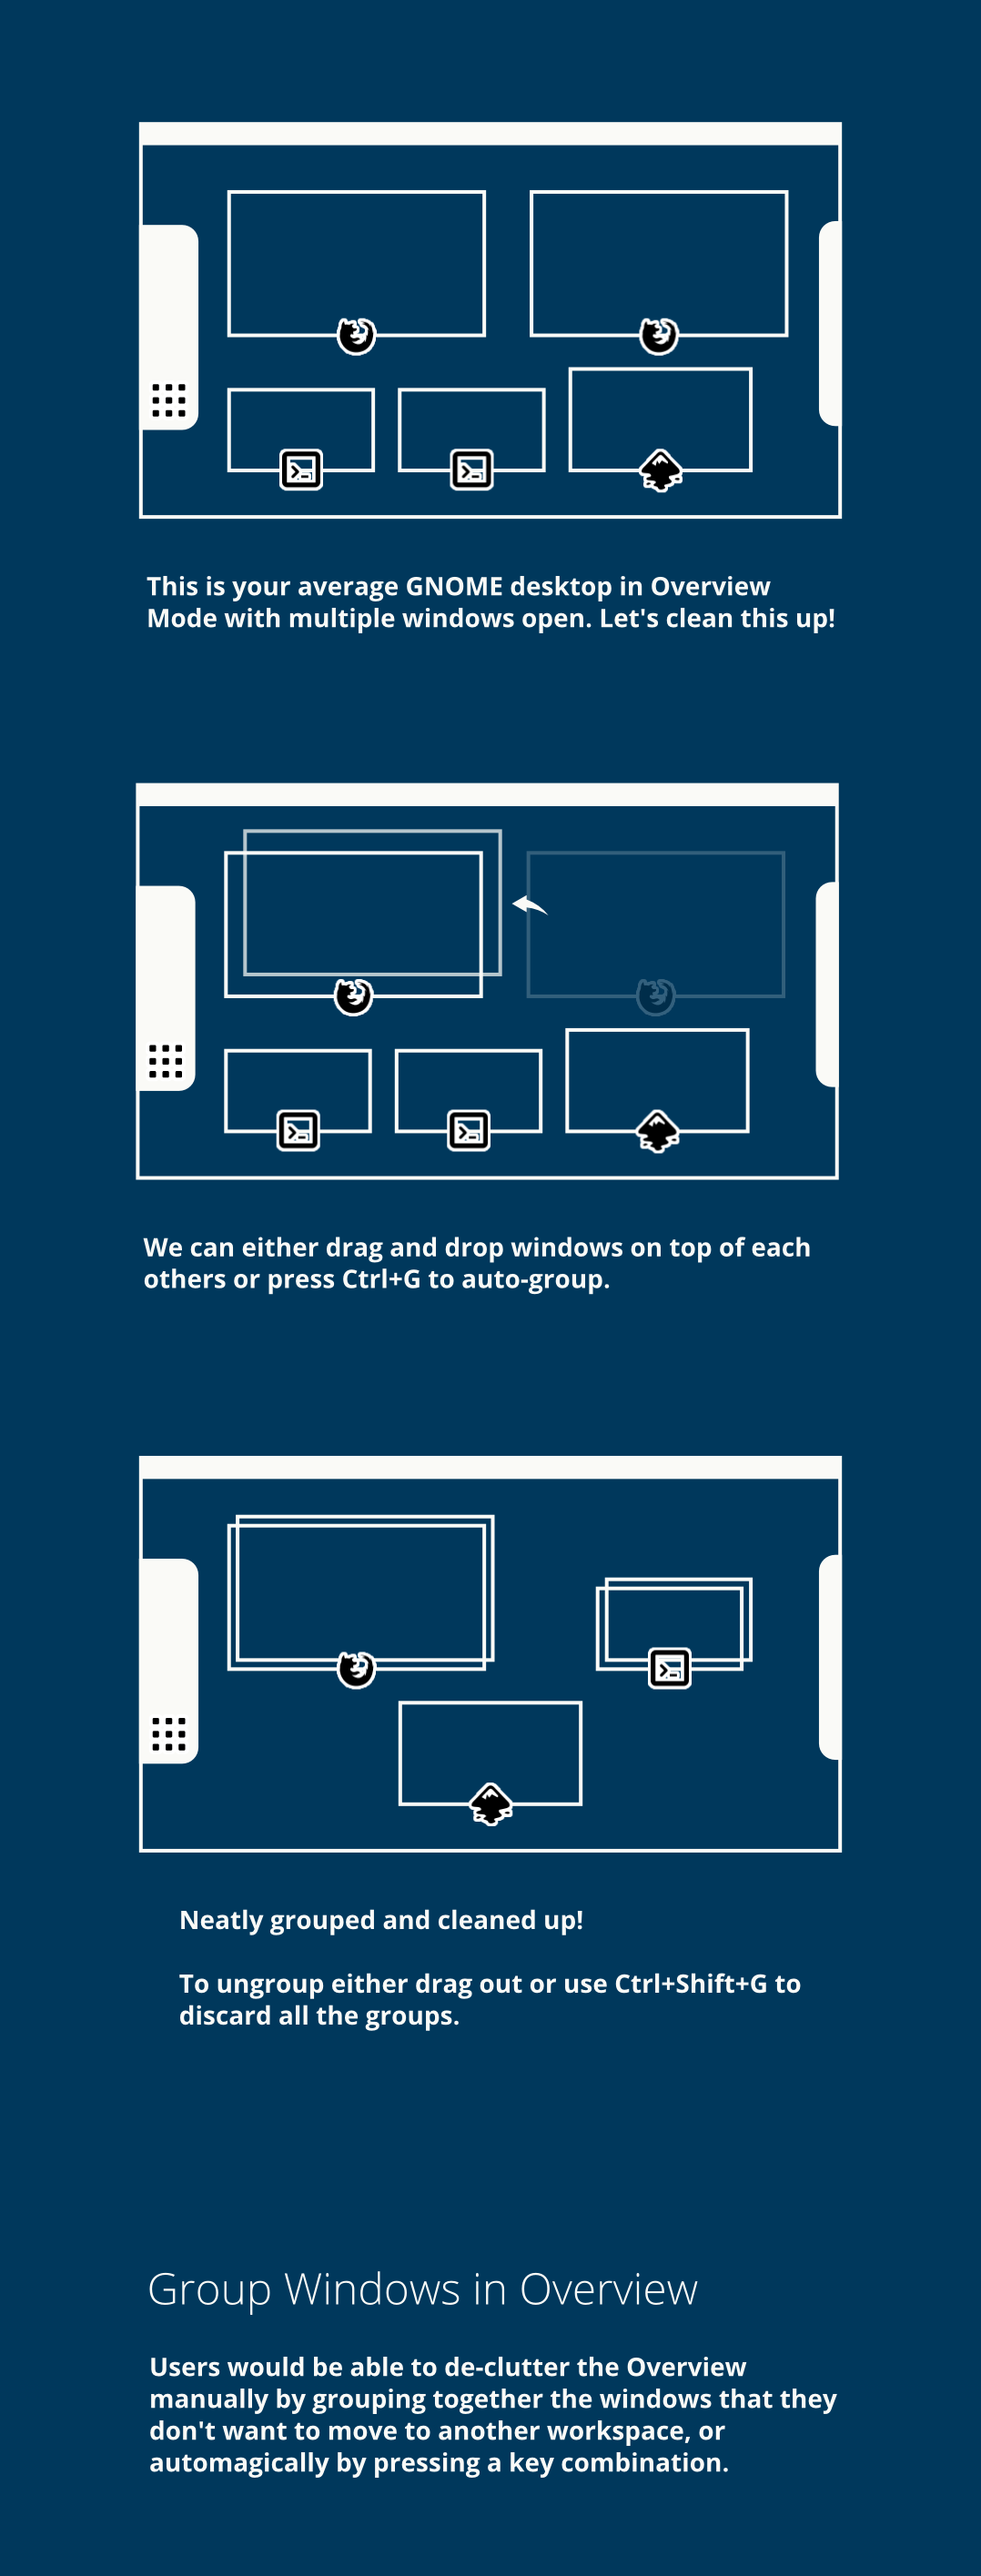 This is your average GNOME desktop in Overview
Mode with multiple windows open. Let's clean this up!
We can either drag and drop windows on top of each
others or press Ctrl+G to auto-group.
Neatly grouped and cleaned up!
To ungroup either drag out or use Ctrl+Shift+G to
discard all the groups.
Group Windows in Overview
Users would be able to de-clutter the Overview
manually by grouping together the windows that they
don't want to move to another workspace, or
automagically by pressing a key combination.